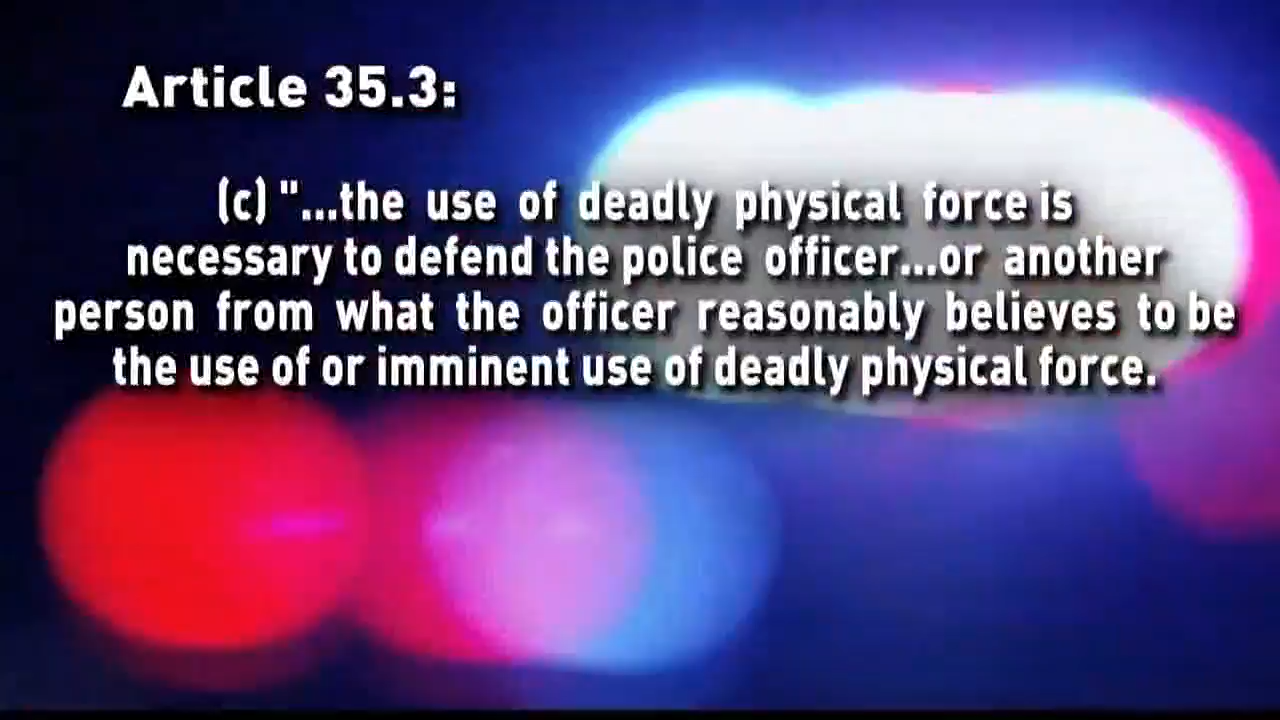 Article 35.3:
(c) "...the use of deadly physical force is
necessary to defend the police officer...or another
person from what the officer reasonably believes to be
the use of or imminent use of deadly physical force.